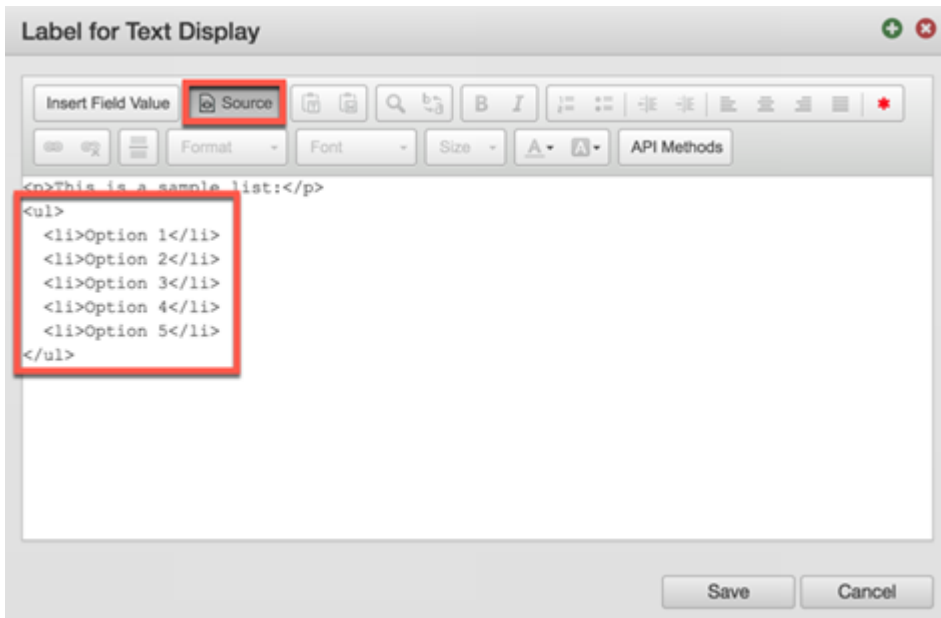 Label for Text Display
Insert Field Value Source B I
Format Font Size A A API Methods
<p>This is a sample list:</p>
<ul>
<li>Option 1</li>
<li>Option 2</li>
<li>Option 3</li>
<li>Option 4</li>
<li>Option 5</li>
</ul>
Save Cancel